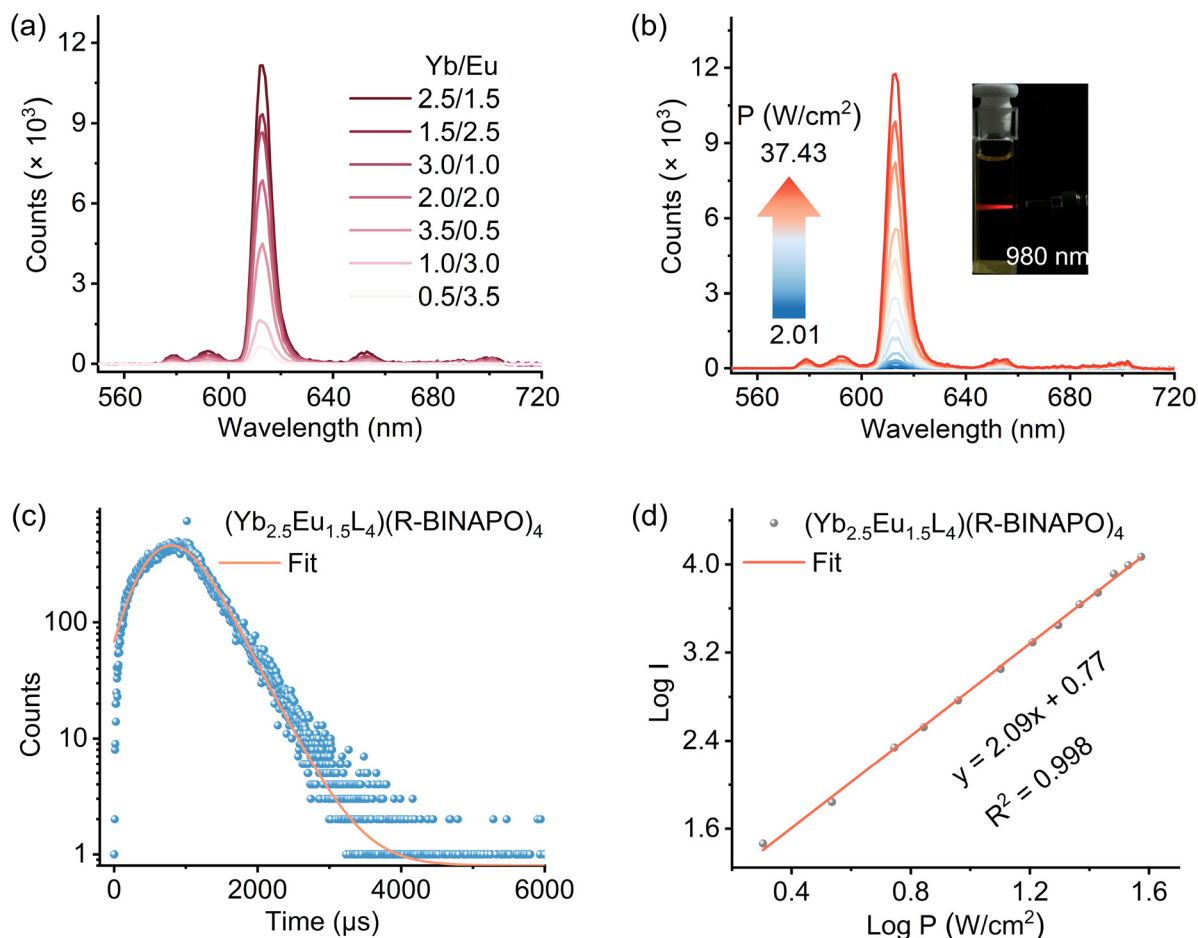 (a)
Counts (× 10³)
12
9
6
3
0
560
600
640
680
720
Wavelength (nm)
Yb/Eu
2.5/1.5
1.5/2.5
3.0/1.0
2.0/2.0
3.5/0.5
1.0/3.0
0.5/3.5
(b)
Counts (× 10³)
12
9
6
3
0
560
600
640
680
720
Wavelength (nm)
P (W/cm²)
37.43
2.01
980 nm
(c)
Counts
100
10
1
0
2000
4000
6000
Time (µs)
(Yb₂.₅Eu₁.₅L₄)(R-BINAPO)₄
Fit
(d)
Log I
4.0
3.2
2.4
1.6
0.4
0.8
1.2
1.6
Log P (W/cm²)
(Yb₂.₅Eu₁.₅L₄)(R-BINAPO)₄
Fit
y = 2.09x + 0.77
R² = 0.998